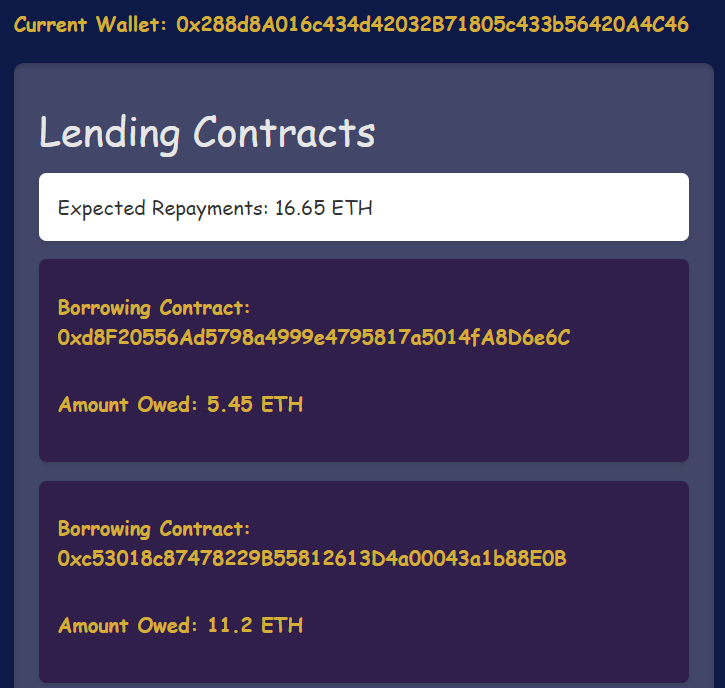 Current Wallet: 0x288d8A016c434d42032B71805c433b56420A4C46
Lending Contracts
Expected Repayments: 16.65 ETH
Borrowing Contract:
0xd8F20556Ad5798a4999e4795817a5014fA8D6e6C
Amount Owed: 5.45 ETH
Borrowing Contract:
0xc53018c87478229B55812613D4a00043a1b88E0B
Amount Owed: 11.2 ETH